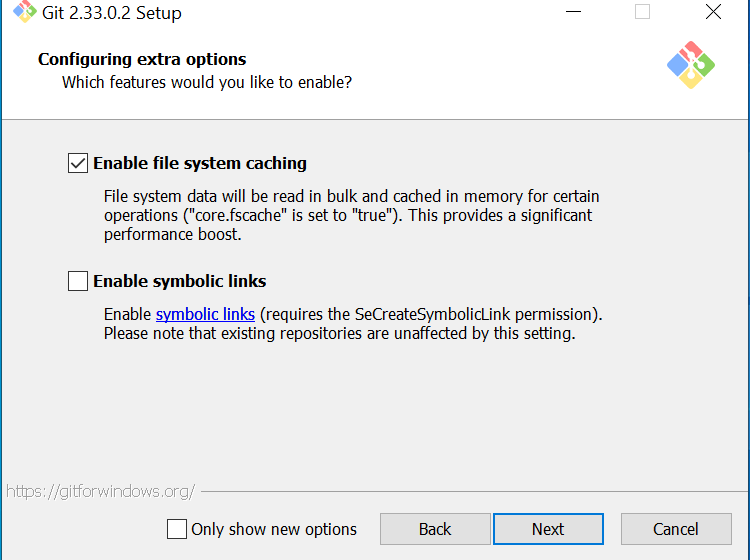 Git 2.33.0.2 Setup
Configuring extra options
Which features would you like to enable?
Enable file system caching
File system data will be read in bulk and cached in memory for certain
operations ("core.fscache" is set to "true"). This provides a significant
performance boost.
Enable symbolic links
Enable symbolic links (requires the SeCreateSymbolicLink permission).
Please note that existing repositories are unaffected by this setting.
https://gitforwindows.org/
Only show new options Back Next Cancel